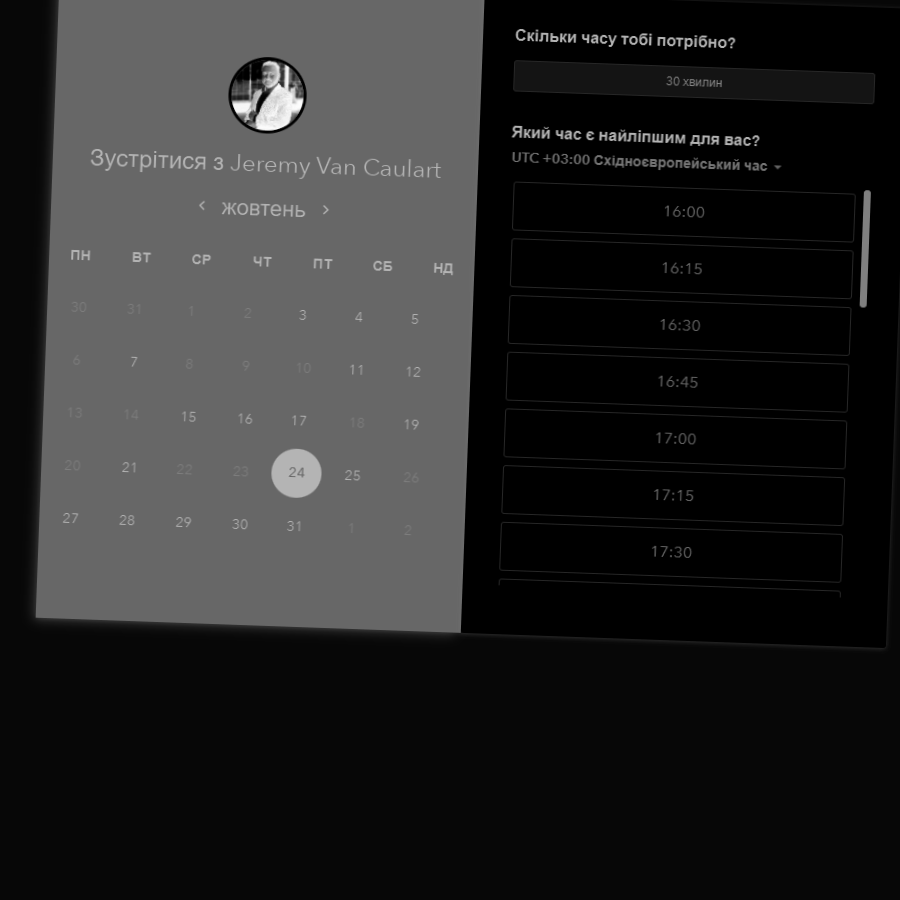 Зустрітися з Jeremy Van Caulart
жовтень
ПН ВТ СР ЧТ ПТ СБ НД
30 31 1 2 3 4 5
6 7 8 9 10 11 12
13 14 15 16 17 18 19
20 21 22 23 24 25 26
27 28 29 30 31 1 2
Скільки часу тобі потрібно?
30 хвилин
Який час є найліпшим для вас?
UTC +03:00 Східноєвропейський час
16:00
16:15
16:30
16:45
17:00
17:15
17:30